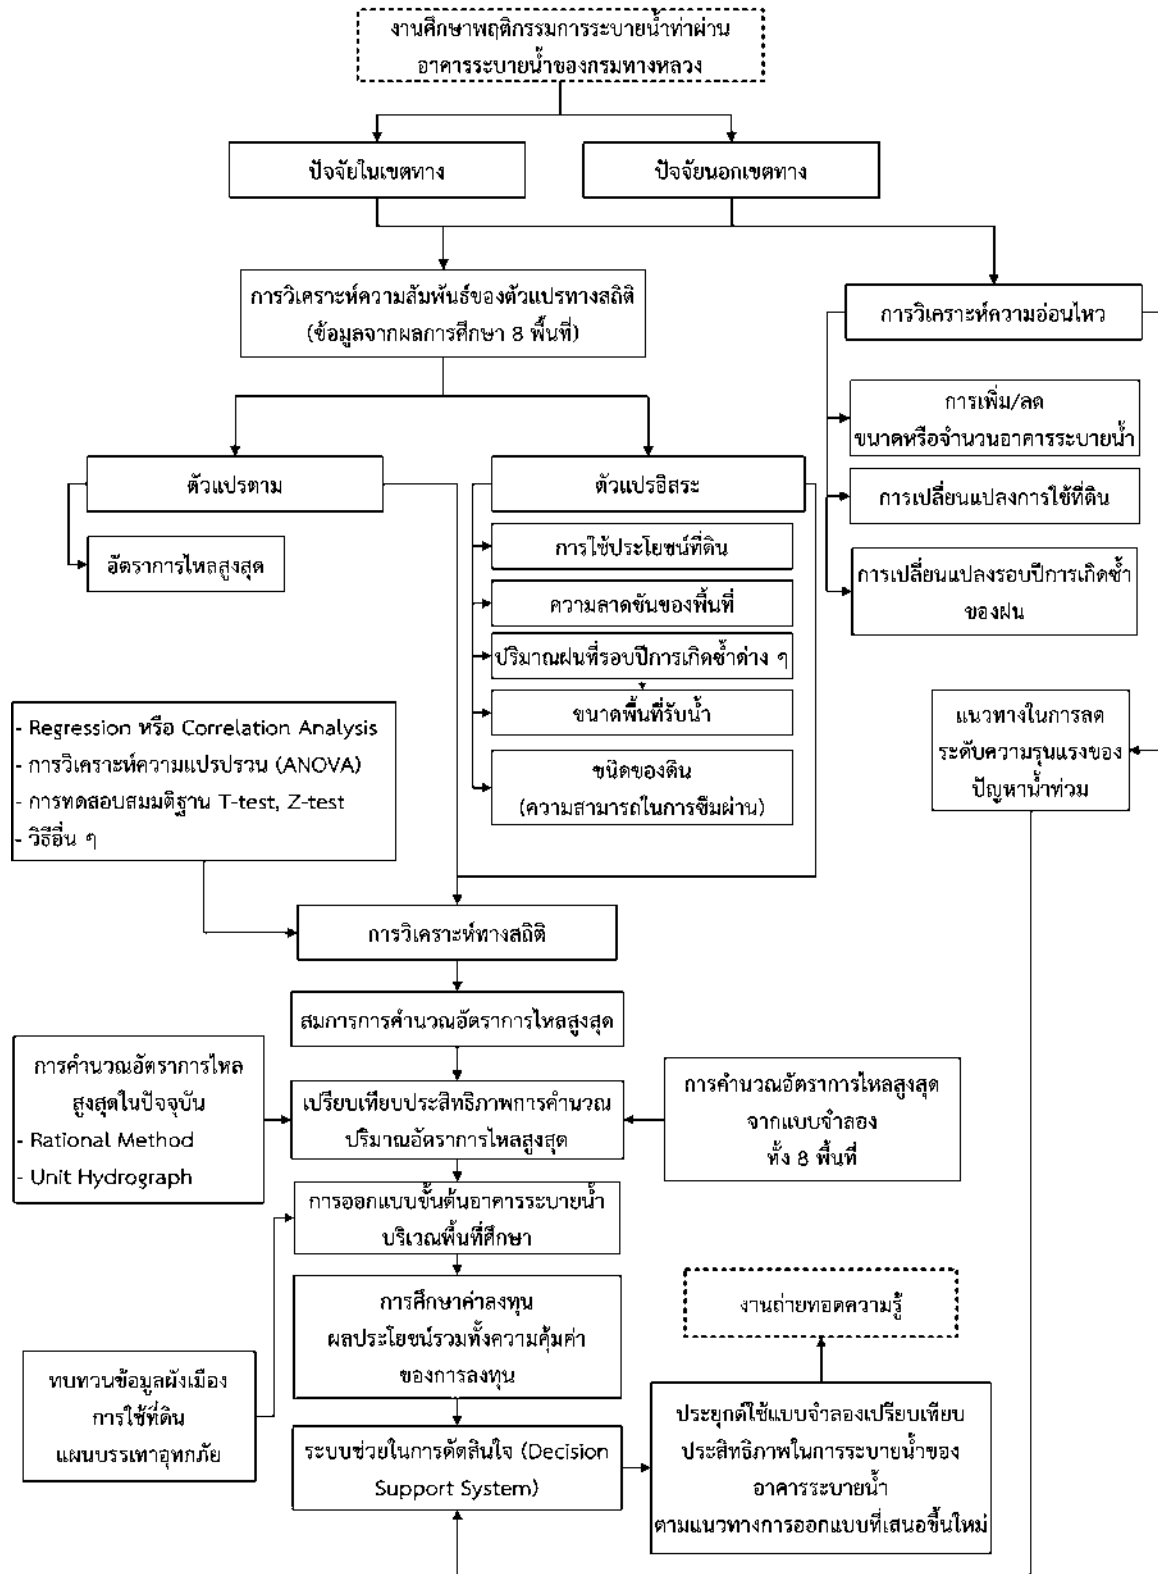 งานศึกษาพฤติกรรมการระบายน้ำท่าผ่าน
อาคารระบายน้ำของกรมทางหลวง
ปัจจัยในเขตทาง
ปัจจัยนอกเขตทาง
การวิเคราะห์ความสัมพันธ์ของตัวแปรทางสถิติ
(ข้อมูลจากผลการศึกษา 8 พื้นที่)
การวิเคราะห์ความอ่อนไหว
การเพิ่ม/ลด
ขนาดหรือจำนวนอาคารระบายน้ำ
การเปลี่ยนแปลงการใช้ที่ดิน
การเปลี่ยนแปลงรอบปีการเกิดซ้ำ
ของฝน
ตัวแปรตาม
อัตราการไหลสูงสุด
ตัวแปรอิสระ
การใช้ประโยชน์ที่ดิน
ความลาดชันของพื้นที่
ปริมาณฝนที่รอบปีการเกิดซ้ำต่าง ๆ
ขนาดพื้นที่รับน้ำ
ชนิดของดิน
(ความสามารถในการซึมผ่าน)
- Regression หรือ Correlation Analysis
- การวิเคราะห์ความแปรปรวน (ANOVA)
- การทดสอบสมมติฐาน T-test, Z-test
- วิธีอื่น ๆ
แนวทางในการลด
ระดับความรุนแรงของ
ปัญหาน้ำท่วม
การวิเคราะห์ทางสถิติ
สมการการคำนวณอัตราการไหลสูงสุด
การคำนวณอัตราการไหล
สูงสุดในปัจจุบัน
- Rational Method
- Unit Hydrograph
เปรียบเทียบประสิทธิภาพการคำนวณ
ปริมาณอัตราการไหลสูงสุด
การคำนวณอัตราการไหลสูงสุด
จากแบบจำลอง
ทั้ง 8 พื้นที่
การออกแบบขั้นต้นอาคารระบายน้ำ
บริเวณพื้นที่ศึกษา
การศึกษาค่าลงทุน
ผลประโยชน์รวมทั้งความคุ้มค่า
ของการลงทุน
งานถ่ายทอดความรู้
ทบทวนข้อมูลผังเมือง
การใช้ที่ดิน
แผนบรรเทาอุทกภัย
ระบบช่วยในการตัดสินใจ (Decision
Support System)
ประยุกต์ใช้แบบจำลองเปรียบเทียบ
ประสิทธิภาพในการระบายน้ำของ
อาคารระบายน้ำ
ตามแนวทางการออกแบบที่เสนอขึ้นใหม่